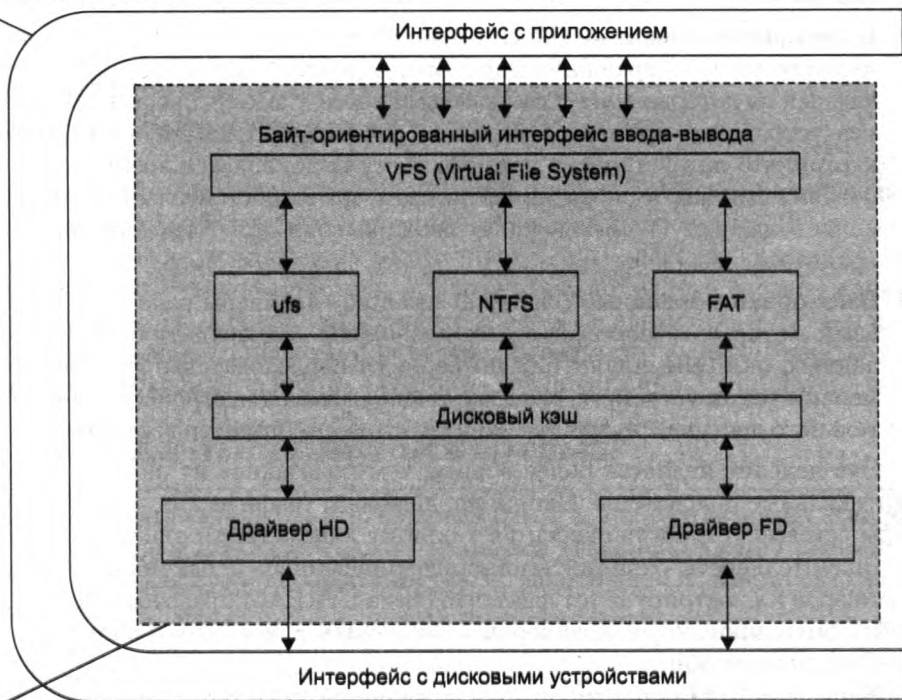 Интерфейс с приложением
Байт-ориентированный интерфейс ввода-вывода
VFS (Virtual File System)
ufs
NTFS
FAT
Дисковый кэш
Драйвер HD
Драйвер FD
Интерфейс с дисковыми устройствами